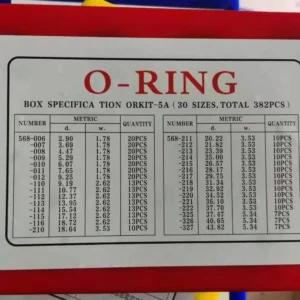 O-RING
BOX SPECIFICA TION ORKIT-5A (30 SIZES, TOTAL 382PCS)
NUMBER METRIC QUANTITY
d. w.
568-006 2.90 1.78 20PCS
-007 3.69 1.78 20PCS
-008 4.47 1.78 20PCS
-009 5.29 1.78 20PCS
-010 6.07 1.78 20PCS
-011 7.65 1.78 20PCS
-012 9.25 1.78 20PCS
-110 9.19 2.62 13PCS
-111 10.77 2.62 13PCS
-112 12.37 2.62 13PCS
-113 13.95 2.62 13PCS
-114 15.54 2.62 13PCS
-115 17.12 2.62 13PCS
-116 18.72 2.62 13PCS
-210 18.64 3.53 10PCS
NUMBER METRIC QUANTITY
d. w.
568-211 20.22 3.53 10PCS
-212 21.82 3.53 10PCS
-213 23.39 3.53 10PCS
-214 25.00 3.53 10PCS
-215 26.57 3.53 10PCS
-216 28.17 3.53 10PCS
-217 29.75 3.53 10PCS
-218 31.34 3.53 10PCS
-219 32.92 3.53 10PCS
-220 34.52 3.53 10PCS
-221 36.10 3.53 10PCS
-222 37.70 3.53 10PCS
-325 37.47 5.34 7PCS
-326 40.65 5.34 7PCS
-327 43.82 5.34 7PCS